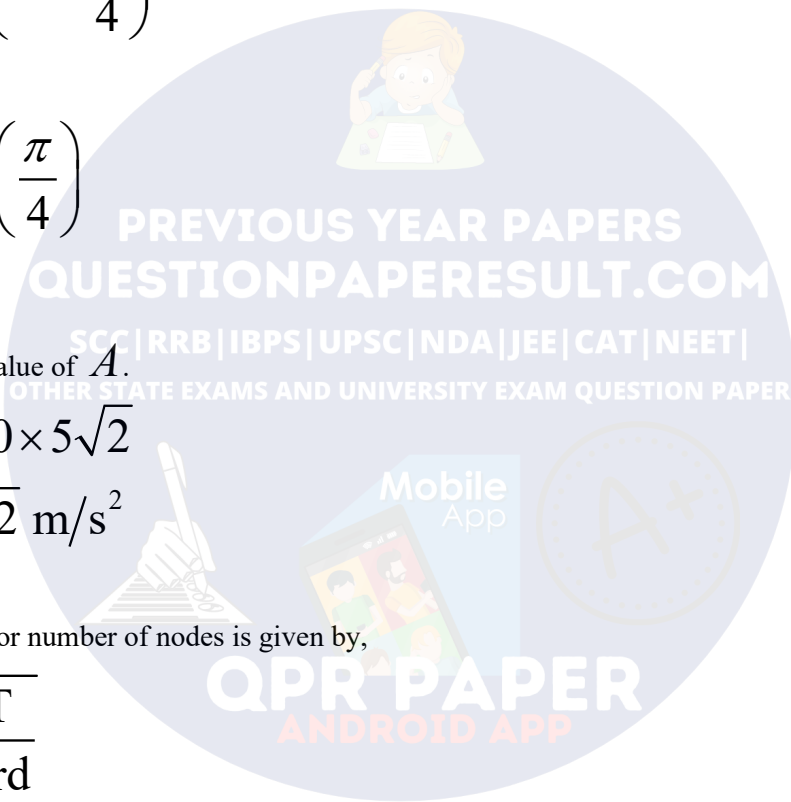 4 )
(π/4)
PREVIOUS YEAR PAPERS
QUESTIONPAPERESULT.COM
SCC|RRB|IBPS|UPSC|NDA|JEE|CAT|NEET|
alue of A.
OTHER STATE EXAMS AND UNIVERSITY EXAM QUESTION PAPER
0×5√2
2 m/s²
Mobile
App
A+
or number of nodes is given by,
QPR PAPER
T
ANDROID APP
rd